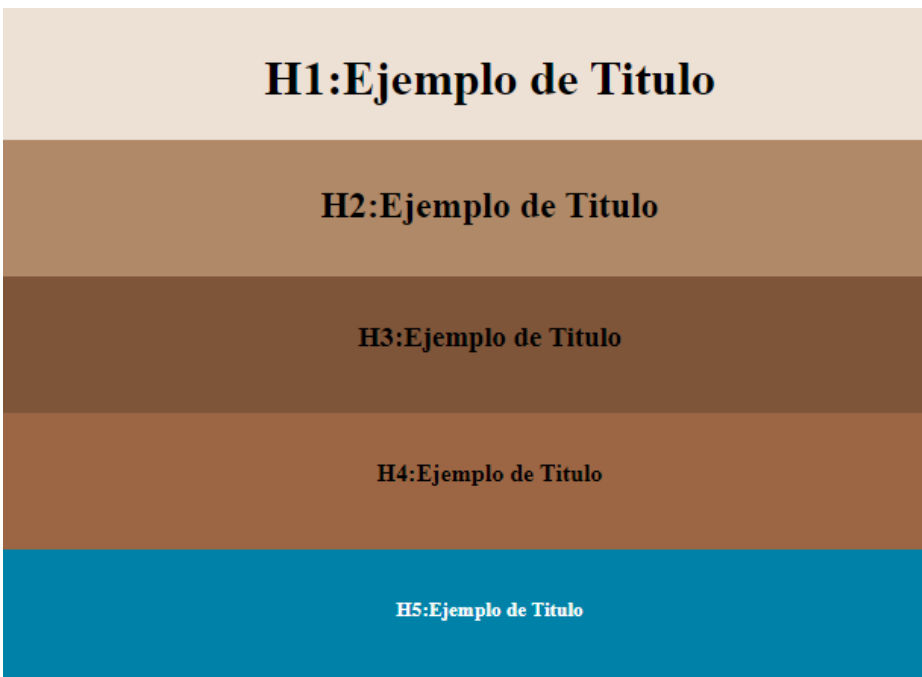 H1:Ejemplo de Titulo
H2:Ejemplo de Titulo
H3:Ejemplo de Titulo
H4:Ejemplo de Titulo
H5:Ejemplo de Titulo